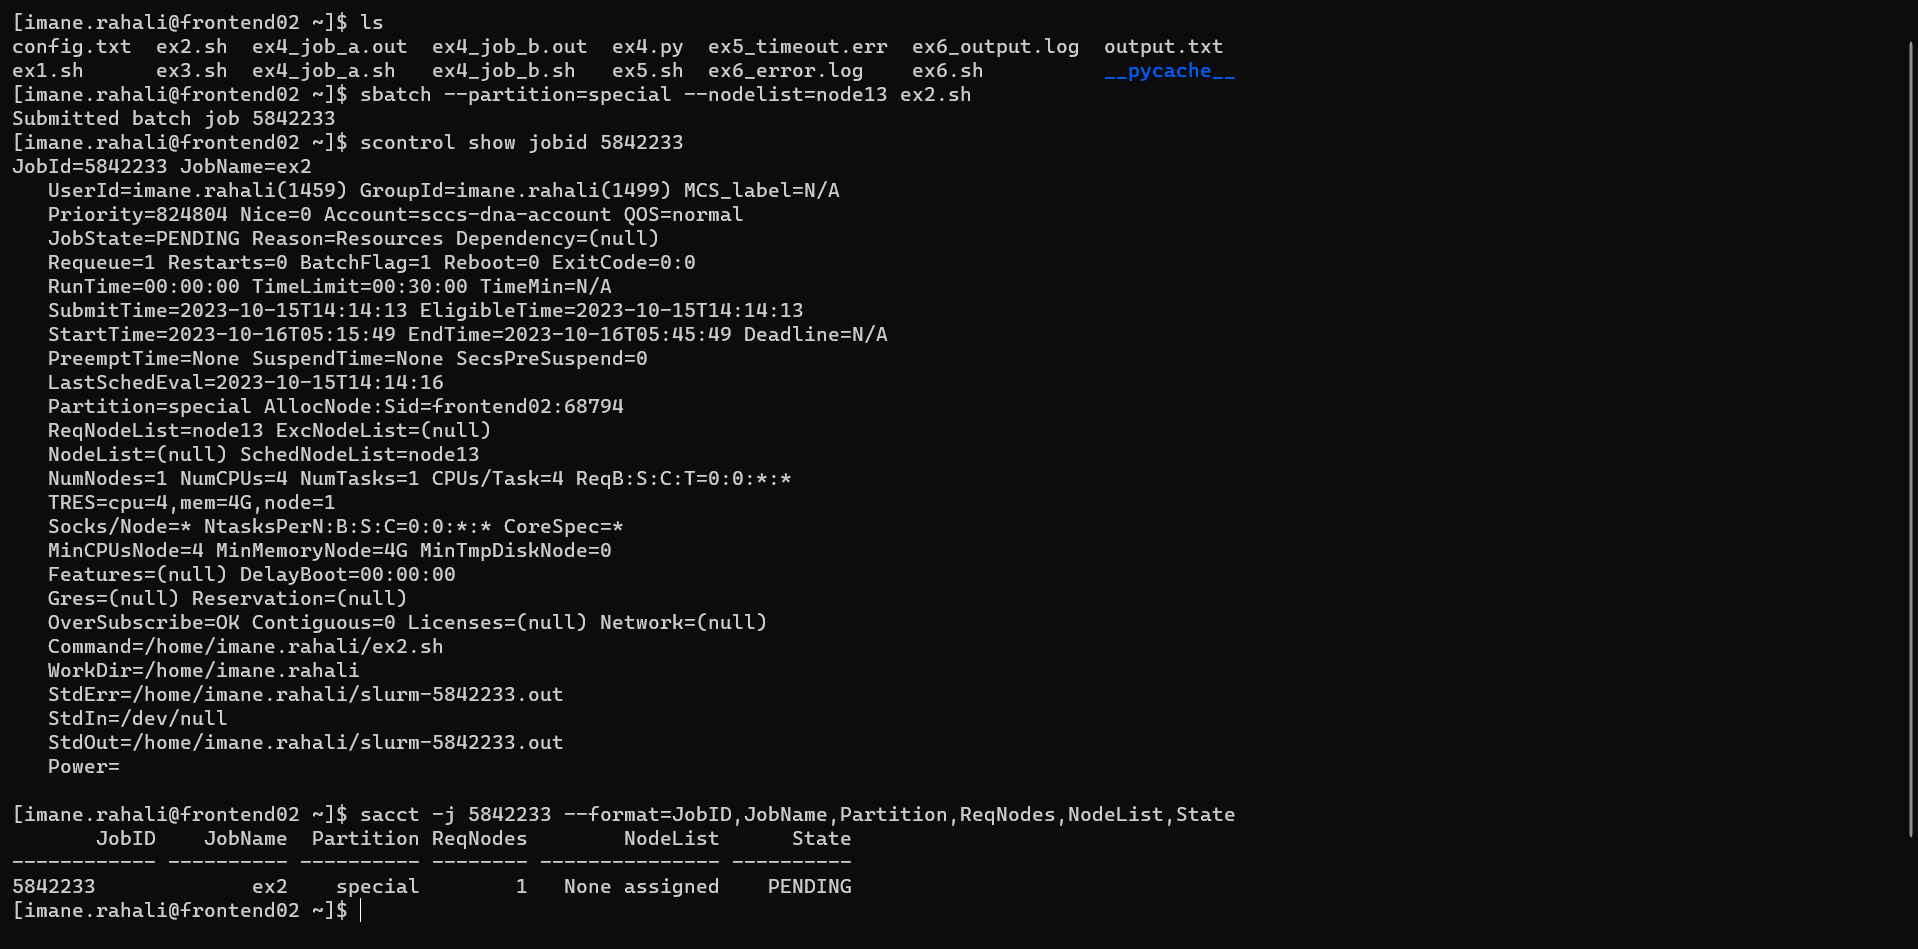 [imane.rahali@frontend02 ~]$ ls
config.txt  ex2.sh  ex4_job_a.out  ex4_job_b.out  ex4.py  ex5_timeout.err  ex6_output.log  output.txt
ex1.sh      ex3.sh  ex4_job_a.sh   ex4_job_b.sh   ex5.sh  ex6_error.log    ex6.sh          __pycache__
[imane.rahali@frontend02 ~]$ sbatch --partition=special --nodelist=node13 ex2.sh
Submitted batch job 5842233
[imane.rahali@frontend02 ~]$ scontrol show jobid 5842233
JobId=5842233 JobName=ex2
   UserId=imane.rahali(1459) GroupId=imane.rahali(1499) MCS_label=N/A
   Priority=824804 Nice=0 Account=sccs-dna-account QOS=normal
   JobState=PENDING Reason=Resources Dependency=(null)
   Requeue=1 Restarts=0 BatchFlag=1 Reboot=0 ExitCode=0:0
   RunTime=00:00:00 TimeLimit=00:30:00 TimeMin=N/A
   SubmitTime=2023-10-15T14:14:13 EligibleTime=2023-10-15T14:14:13
   StartTime=2023-10-16T05:15:49 EndTime=2023-10-16T05:45:49 Deadline=N/A
   PreemptTime=None SuspendTime=None SecsPreSuspend=0
   LastSchedEval=2023-10-15T14:14:16
   Partition=special AllocNode:Sid=frontend02:68794
   ReqNodeList=node13 ExcNodeList=(null)
   NodeList=(null) SchedNodeList=node13
   NumNodes=1 NumCPUs=4 NumTasks=1 CPUs/Task=4 ReqB:S:C:T=0:0:*:*
   TRES=cpu=4,mem=4G,node=1
   Socks/Node=* NtasksPerN:B:S:C=0:0:*:* CoreSpec=*
   MinCPUsNode=4 MinMemoryNode=4G MinTmpDiskNode=0
   Features=(null) DelayBoot=00:00:00
   Gres=(null) Reservation=(null)
   OverSubscribe=OK Contiguous=0 Licenses=(null) Network=(null)
   Command=/home/imane.rahali/ex2.sh
   WorkDir=/home/imane.rahali
   StdErr=/home/imane.rahali/slurm-5842233.out
   StdIn=/dev/null
   StdOut=/home/imane.rahali/slurm-5842233.out
   Power=

[imane.rahali@frontend02 ~]$ sacct -j 5842233 --format=JobID,JobName,Partition,ReqNodes,NodeList,State
       JobID    JobName  Partition ReqNodes        NodeList      State
------------ ---------- ---------- -------- --------------- ----------
5842233             ex2    special        1   None assigned    PENDING
[imane.rahali@frontend02 ~]$